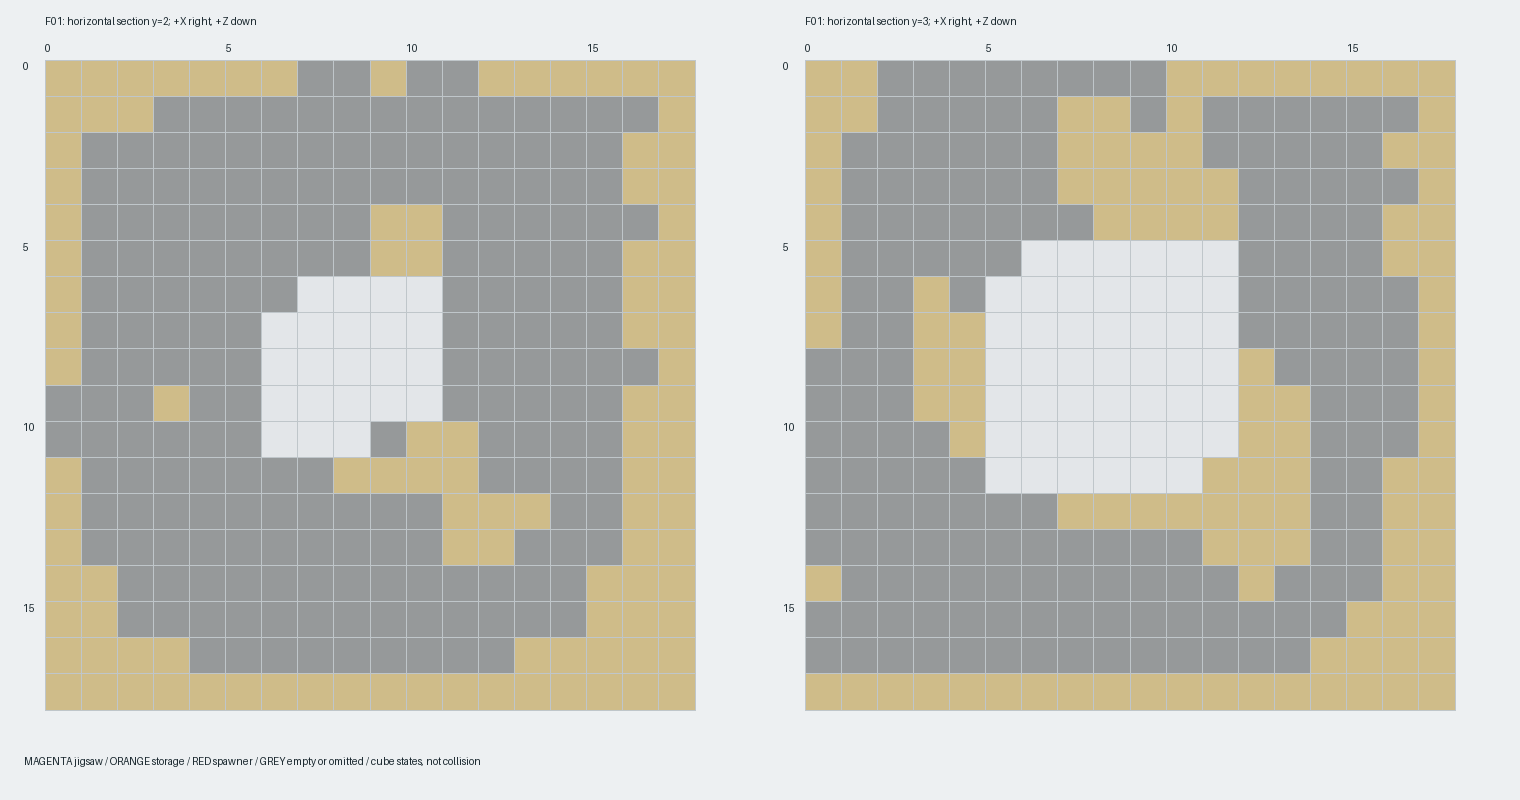 F01: horizontal section y=2; +X right, +Z down
0 5 10 15
0
5
10
15
F01: horizontal section y=3; +X right, +Z down
0 5 10 15
0
5
10
15
MAGENTA jigsaw / ORANGE storage / RED spawner / GREY empty or omitted / cube states, not collision